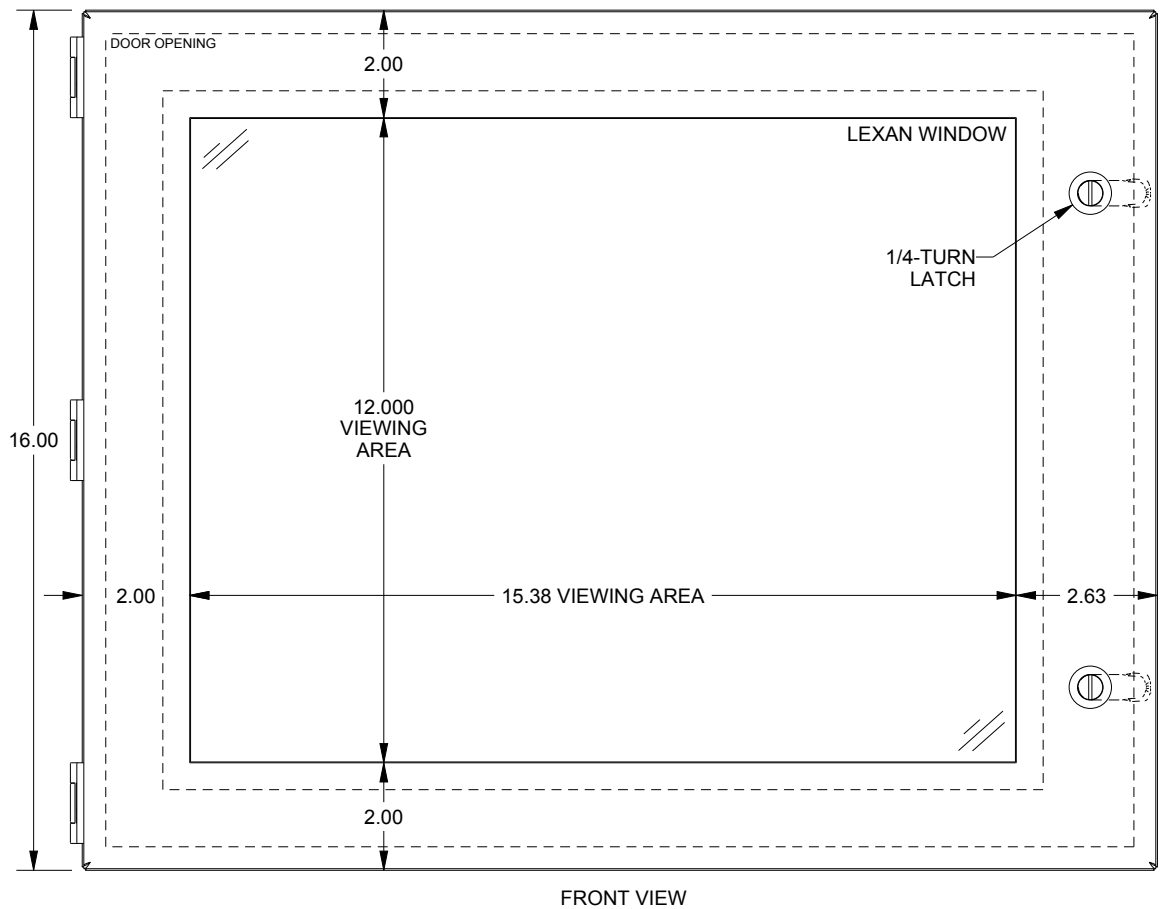 DOOR OPENING
2.00
LEXAN WINDOW
1/4-TURN
LATCH
12.000
VIEWING
AREA
16.00
2.00
15.38 VIEWING AREA
2.63
2.00
FRONT VIEW